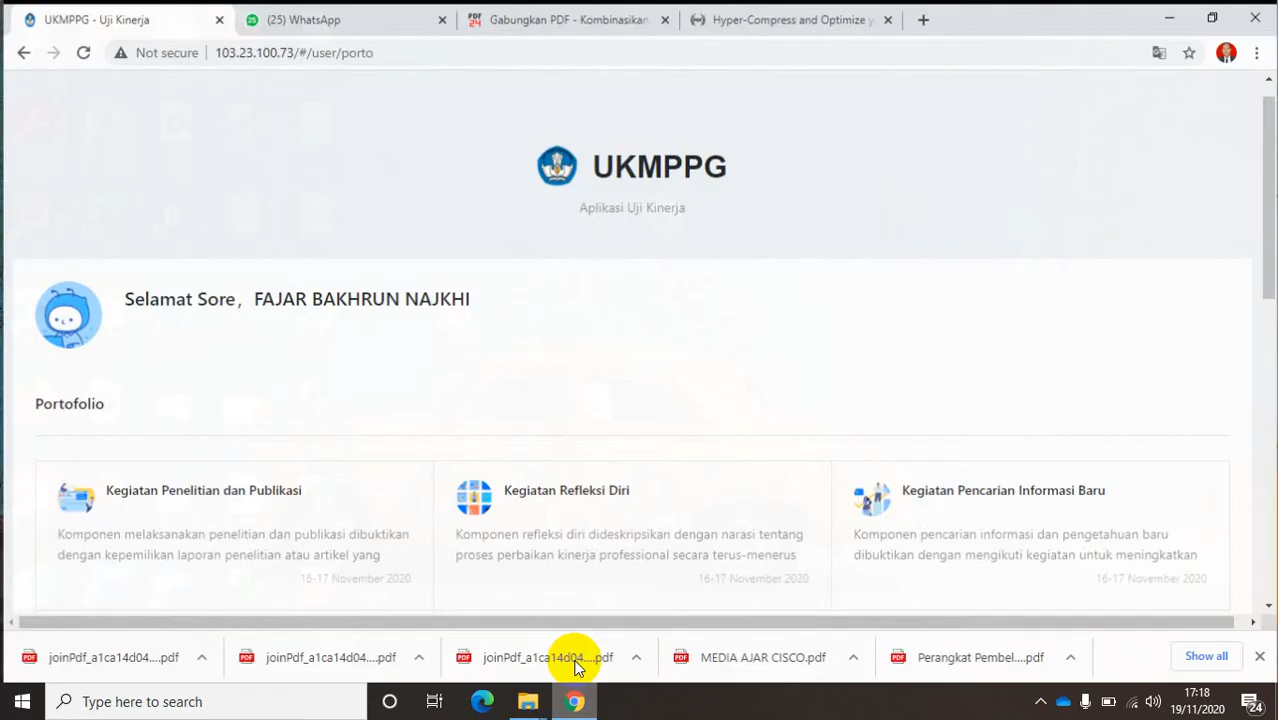 UKMPPG - Uji Kinerja
(25) WhatsApp
Gabungkan PDF - Kombinasikan
Hyper-Compress and Optimize y
Not secure
103.23.100.73/#/user/porto
UKMPPG
Aplikasi Uji Kinerja
Selamat Sore, FAJAR BAKHRUN NAJKHI
Portofolio
Kegiatan Penelitian dan Publikasi
Komponen melaksanakan penelitian dan publikasi dibuktikan
dengan kepemilikan laporan penelitian atau artikel yang
16-17 November 2020
Kegiatan Refleksi Diri
Komponen refleksi diri dideskripsikan dengan narasi tentang
proses perbaikan kinerja professional secara terus-menerus
16-17 November 2020
Kegiatan Pencarian Informasi Baru
Komponen pencarian informasi dan pengetahuan baru
dibuktikan dengan mengikuti kegiatan untuk meningkatkan
16-17 November 2020
joinPdf_a1ca14d04....pdf
joinPdf_a1ca14d04....pdf
joinPdf_a1ca14d04....pdf
MEDIA AJAR CISCO.pdf
Perangkat Pembel....pdf
Show all
Type here to search
17:18
19/11/2020
24